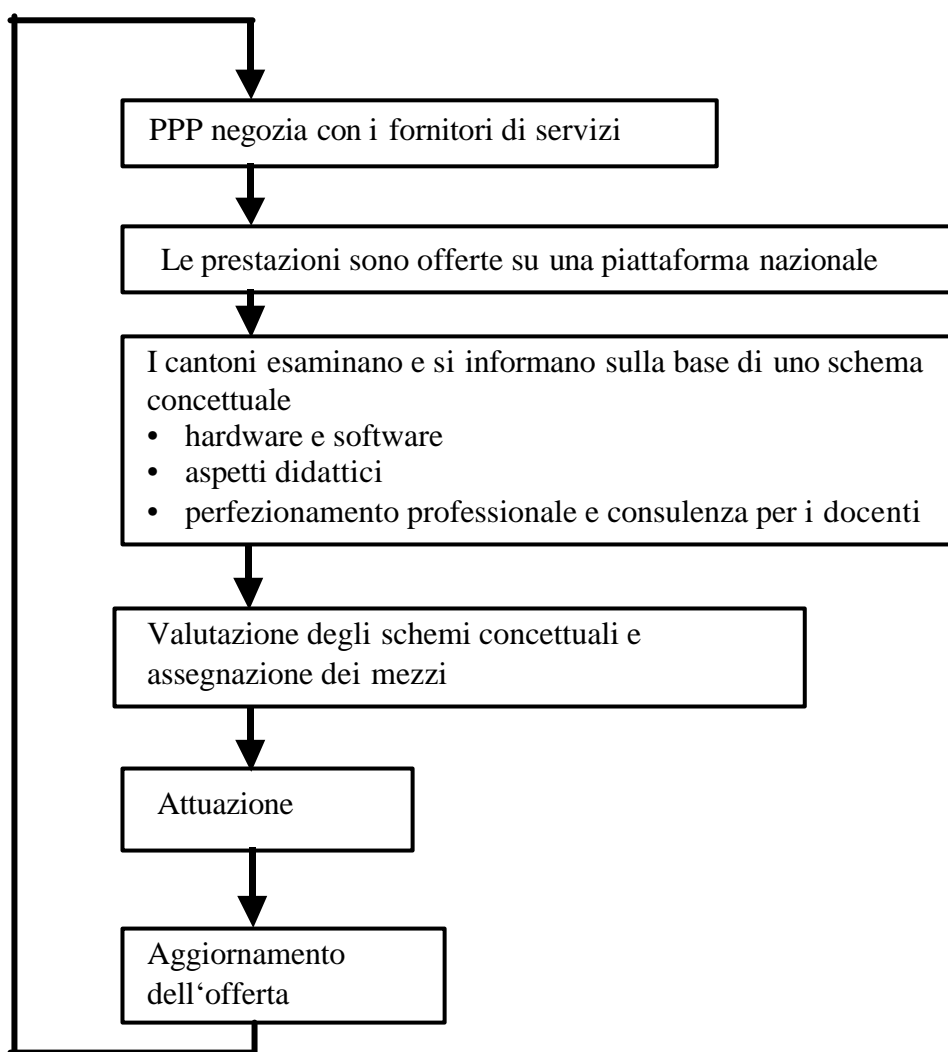 PPP negozia con i fornitori di servizi
Le prestazioni sono offerte su una piattaforma nazionale
I cantoni esaminano e si informano sulla base di uno schema
concettuale
• hardware e software
• aspetti didattici
• perfezionamento professionale e consulenza per i docenti
Valutazione degli schemi concettuali e
assegnazione dei mezzi
Attuazione
Aggiornamento
dell‘offerta